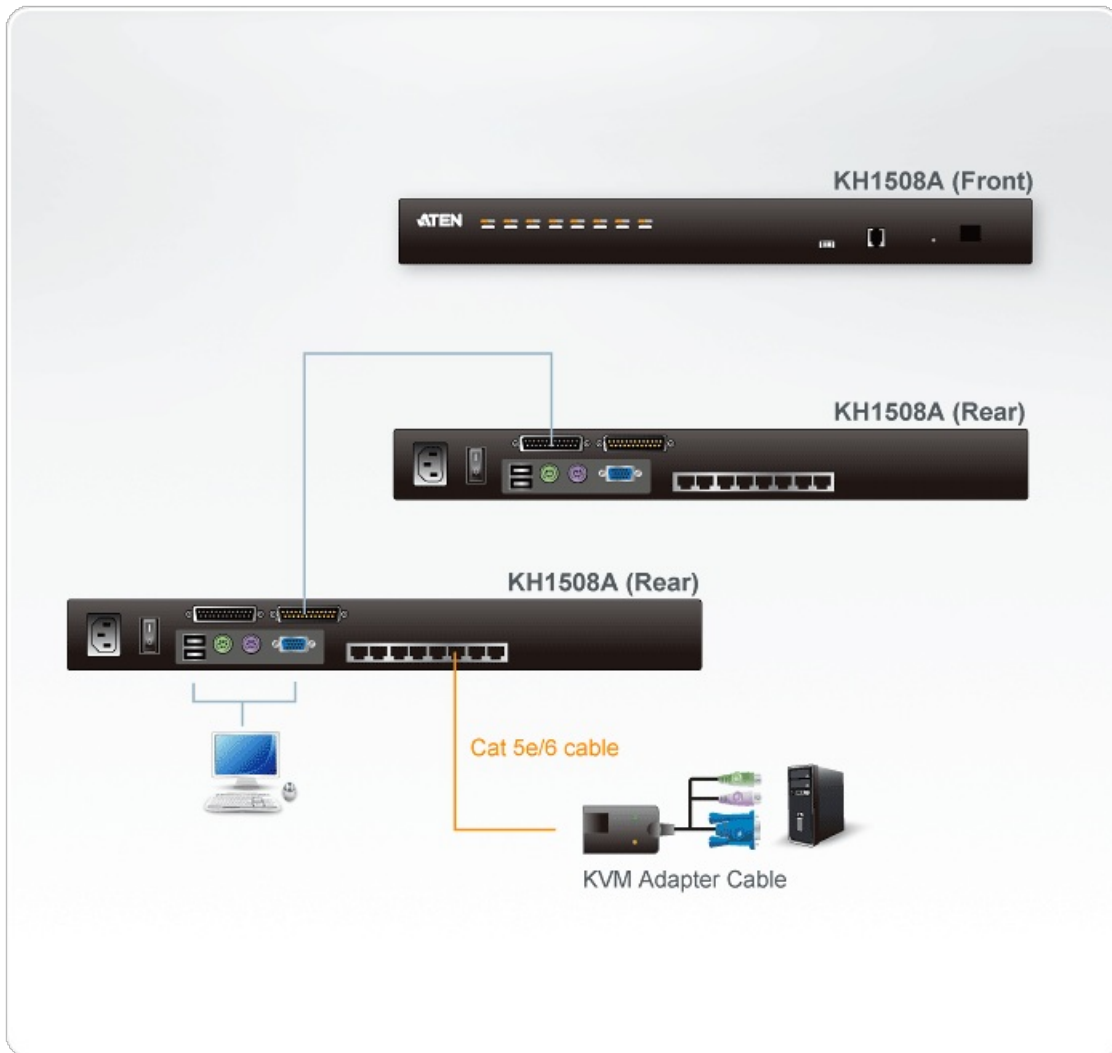 KH1508A (Front)
ATEN
KH1508A (Rear)
KH1508A (Rear)
Cat 5e/6 cable
KVM Adapter Cable